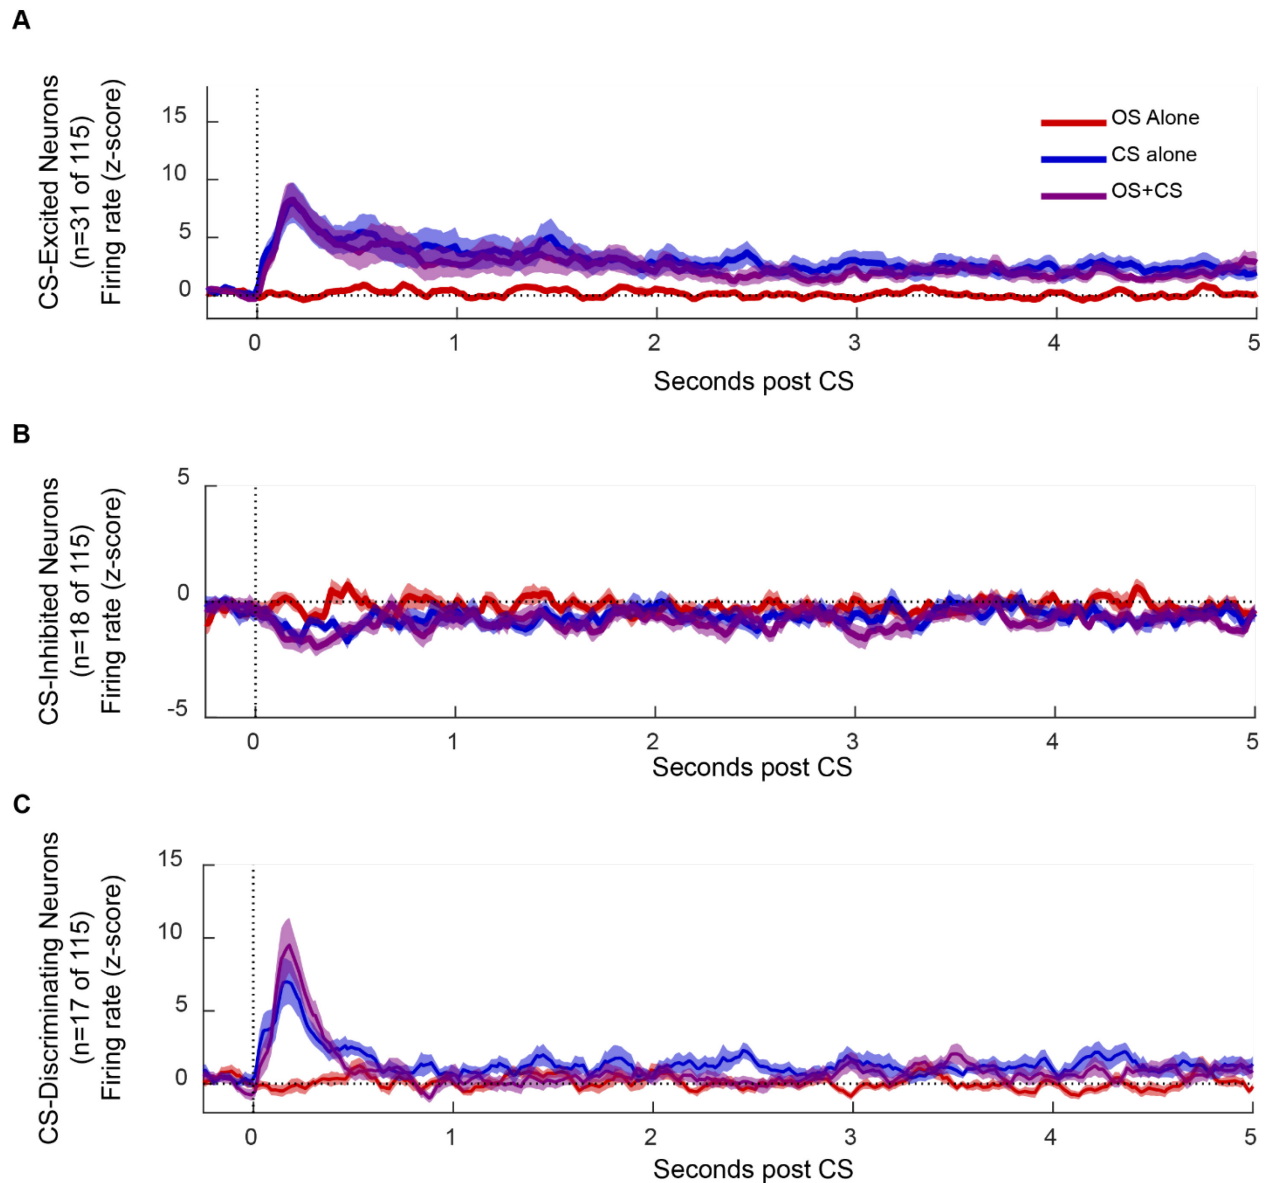 A
CS-Excited Neurons
(n=31 of 115)
Firing rate (z-score)
15
10
5
0
OS Alone
CS alone
OS+CS
0 1 2 3 4 5
Seconds post CS
B
CS-Inhibited Neurons
(n=18 of 115)
Firing rate (z-score)
5
0
-5
0 1 2 3 4 5
Seconds post CS
C
CS-Discriminating Neurons
(n=17 of 115)
Firing rate (z-score)
15
10
5
0
0 1 2 3 4 5
Seconds post CS